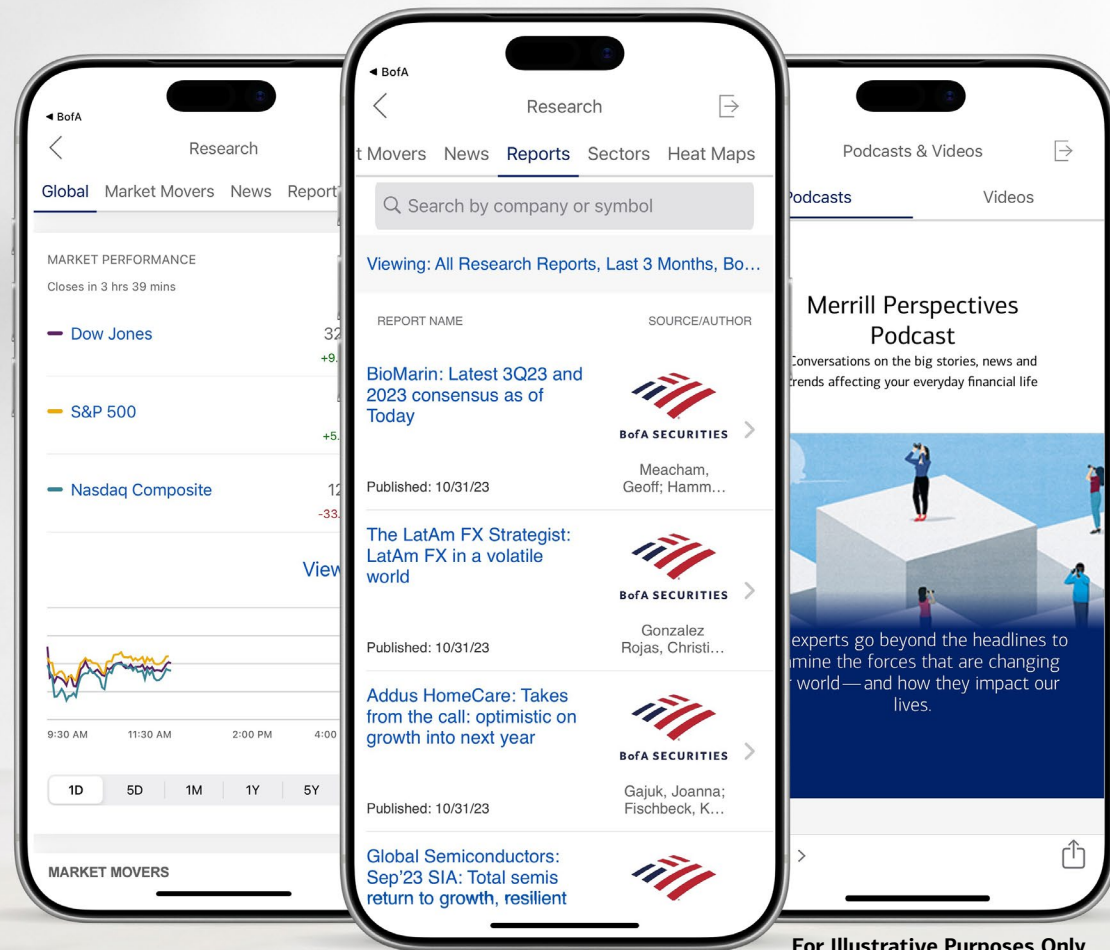 ◄ BofA
Research
Global Market Movers News Report
MARKET PERFORMANCE
Closes in 3 hrs 39 mins
Dow Jones 32
+9.
S&P 500
+5.
Nasdaq Composite 12
-33.
View
9:30 AM 11:30 AM 2:00 PM 4:00
1D 5D 1M 1Y 5Y
MARKET MOVERS
◄ BofA
Research
t Movers News Reports Sectors Heat Maps
Search by company or symbol
Viewing: All Research Reports, Last 3 Months, Bo...
REPORT NAME SOURCE/AUTHOR
BioMarin: Latest 3Q23 and
2023 consensus as of
Today
BofA SECURITIES
Meacham,
Geoff; Hamm...
Published: 10/31/23
The LatAm FX Strategist:
LatAm FX in a volatile
world
BofA SECURITIES
Gonzalez
Rojas, Christi...
Published: 10/31/23
Addus HomeCare: Takes
from the call: optimistic on
growth into next year
BofA SECURITIES
Gajuk, Joanna;
Fischbeck, K...
Published: 10/31/23
Global Semiconductors:
Sep'23 SIA: Total semis
return to growth, resilient
Podcasts & Videos
Podcasts Videos
Merrill Perspectives
Podcast
Conversations on the big stories, news and
trends affecting your everyday financial life
experts go beyond the headlines to
mine the forces that are changing
world—and how they impact our
lives.
For Illustrative Purposes Only